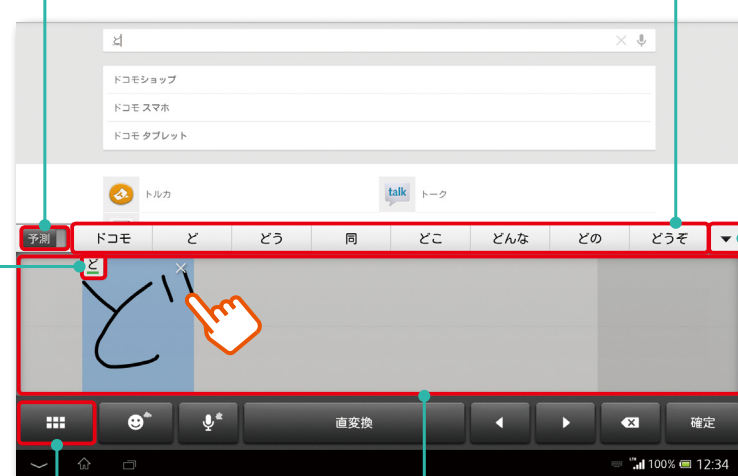 ど
ドコモショップ
ドコモ スマホ
ドコモ タブレット
トルカ
talk トーク
予測 ドコモ ど どう 同 どこ どんな どの どうぞ
ど
ど
直変換 確定
LTE 100% 12:34